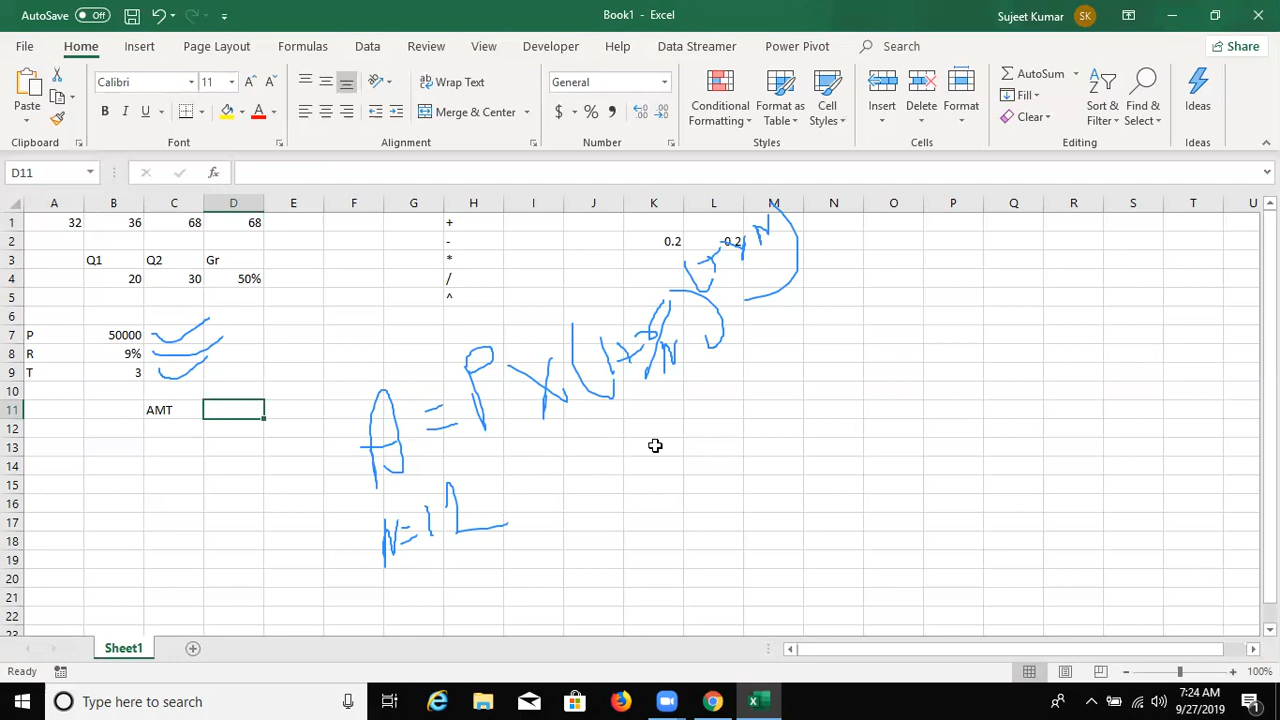 AutoSave Off Book1 - Excel Sujeet Kumar SK
File Home Insert Page Layout Formulas Data Review View Developer Help Data Streamer Power Pivot Search Share
Paste Calibri 11 Wrap Text General Conditional Formatting Format as Table Cell Styles Insert Delete Format AutoSum Fill Clear Sort & Filter Find & Select Ideas
B I U A Merge & Center $ % ,
Clipboard Font Alignment Number Styles Cells Editing Ideas
D11 fx
A B C D E F G H I J K L M N O P Q R S T U
1 32 36 68 68 +
2 - 0.2 0.2
3 Q1 Q2 Gr *
4 20 30 50% /
5 ^
6
7 P 50000
8 R 9%
9 T 3
10
11 AMT
12
13
14
15
16
17
18
19
20
21
22
23
A = P × (1 + r/N)
N = 12
Sheet1
Ready 100%
Type here to search 7:24 AM
9/27/2019